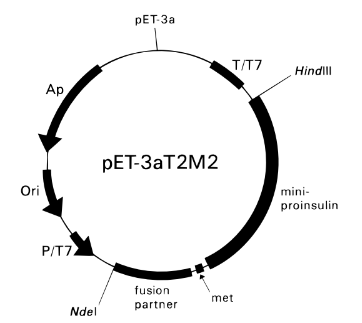 pET-3a
T/T7
HindIII
Ap
pET-3aT2M2
Ori
mini-
proinsulin
P/T7
NdeI
fusion
partner
met